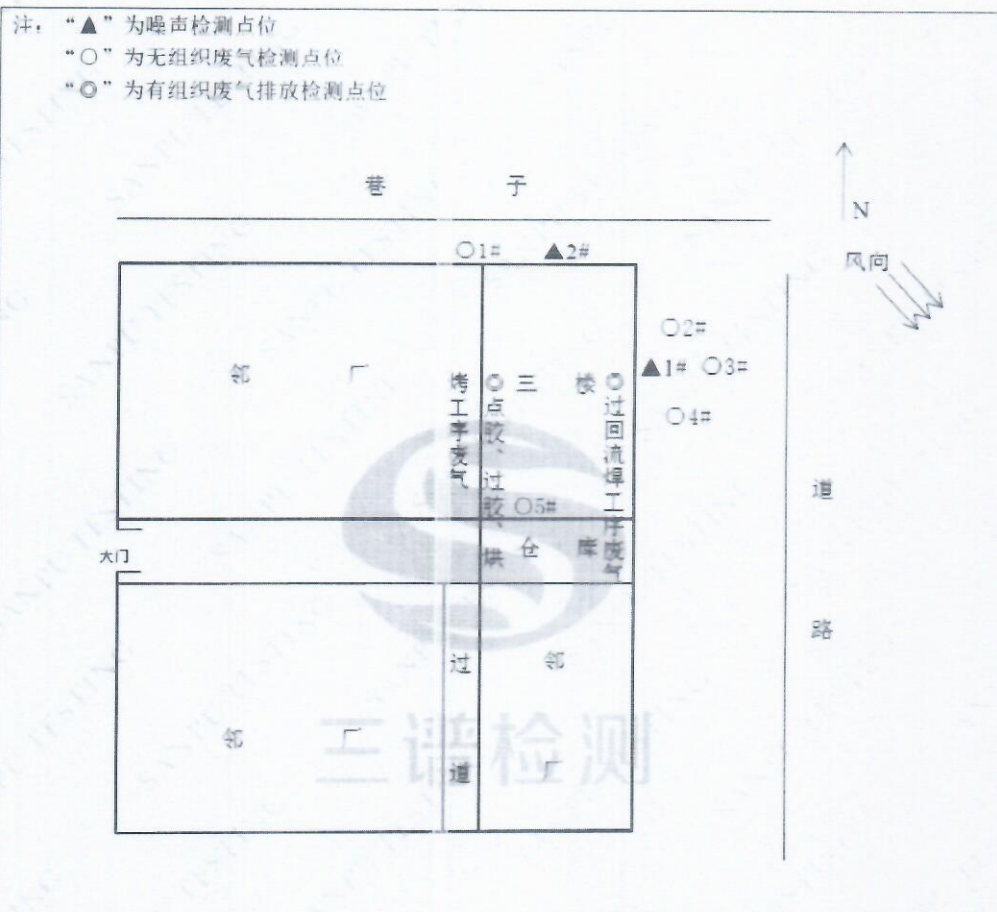 注：“▲”为噪声检测点位
“○”为无组织废气检测点位
“◎”为有组织废气排放检测点位
巷 子
N
风向
○1# ▲2#
○2#
▲1# ○3#
○4#
邻 厂
三 楼
◎点胶、过胶、烘
烤工序废气
◎过回流焊工序废气
○5#
仓 库
大门
道
路
过
道
邻
厂
邻 厂
三谱检测